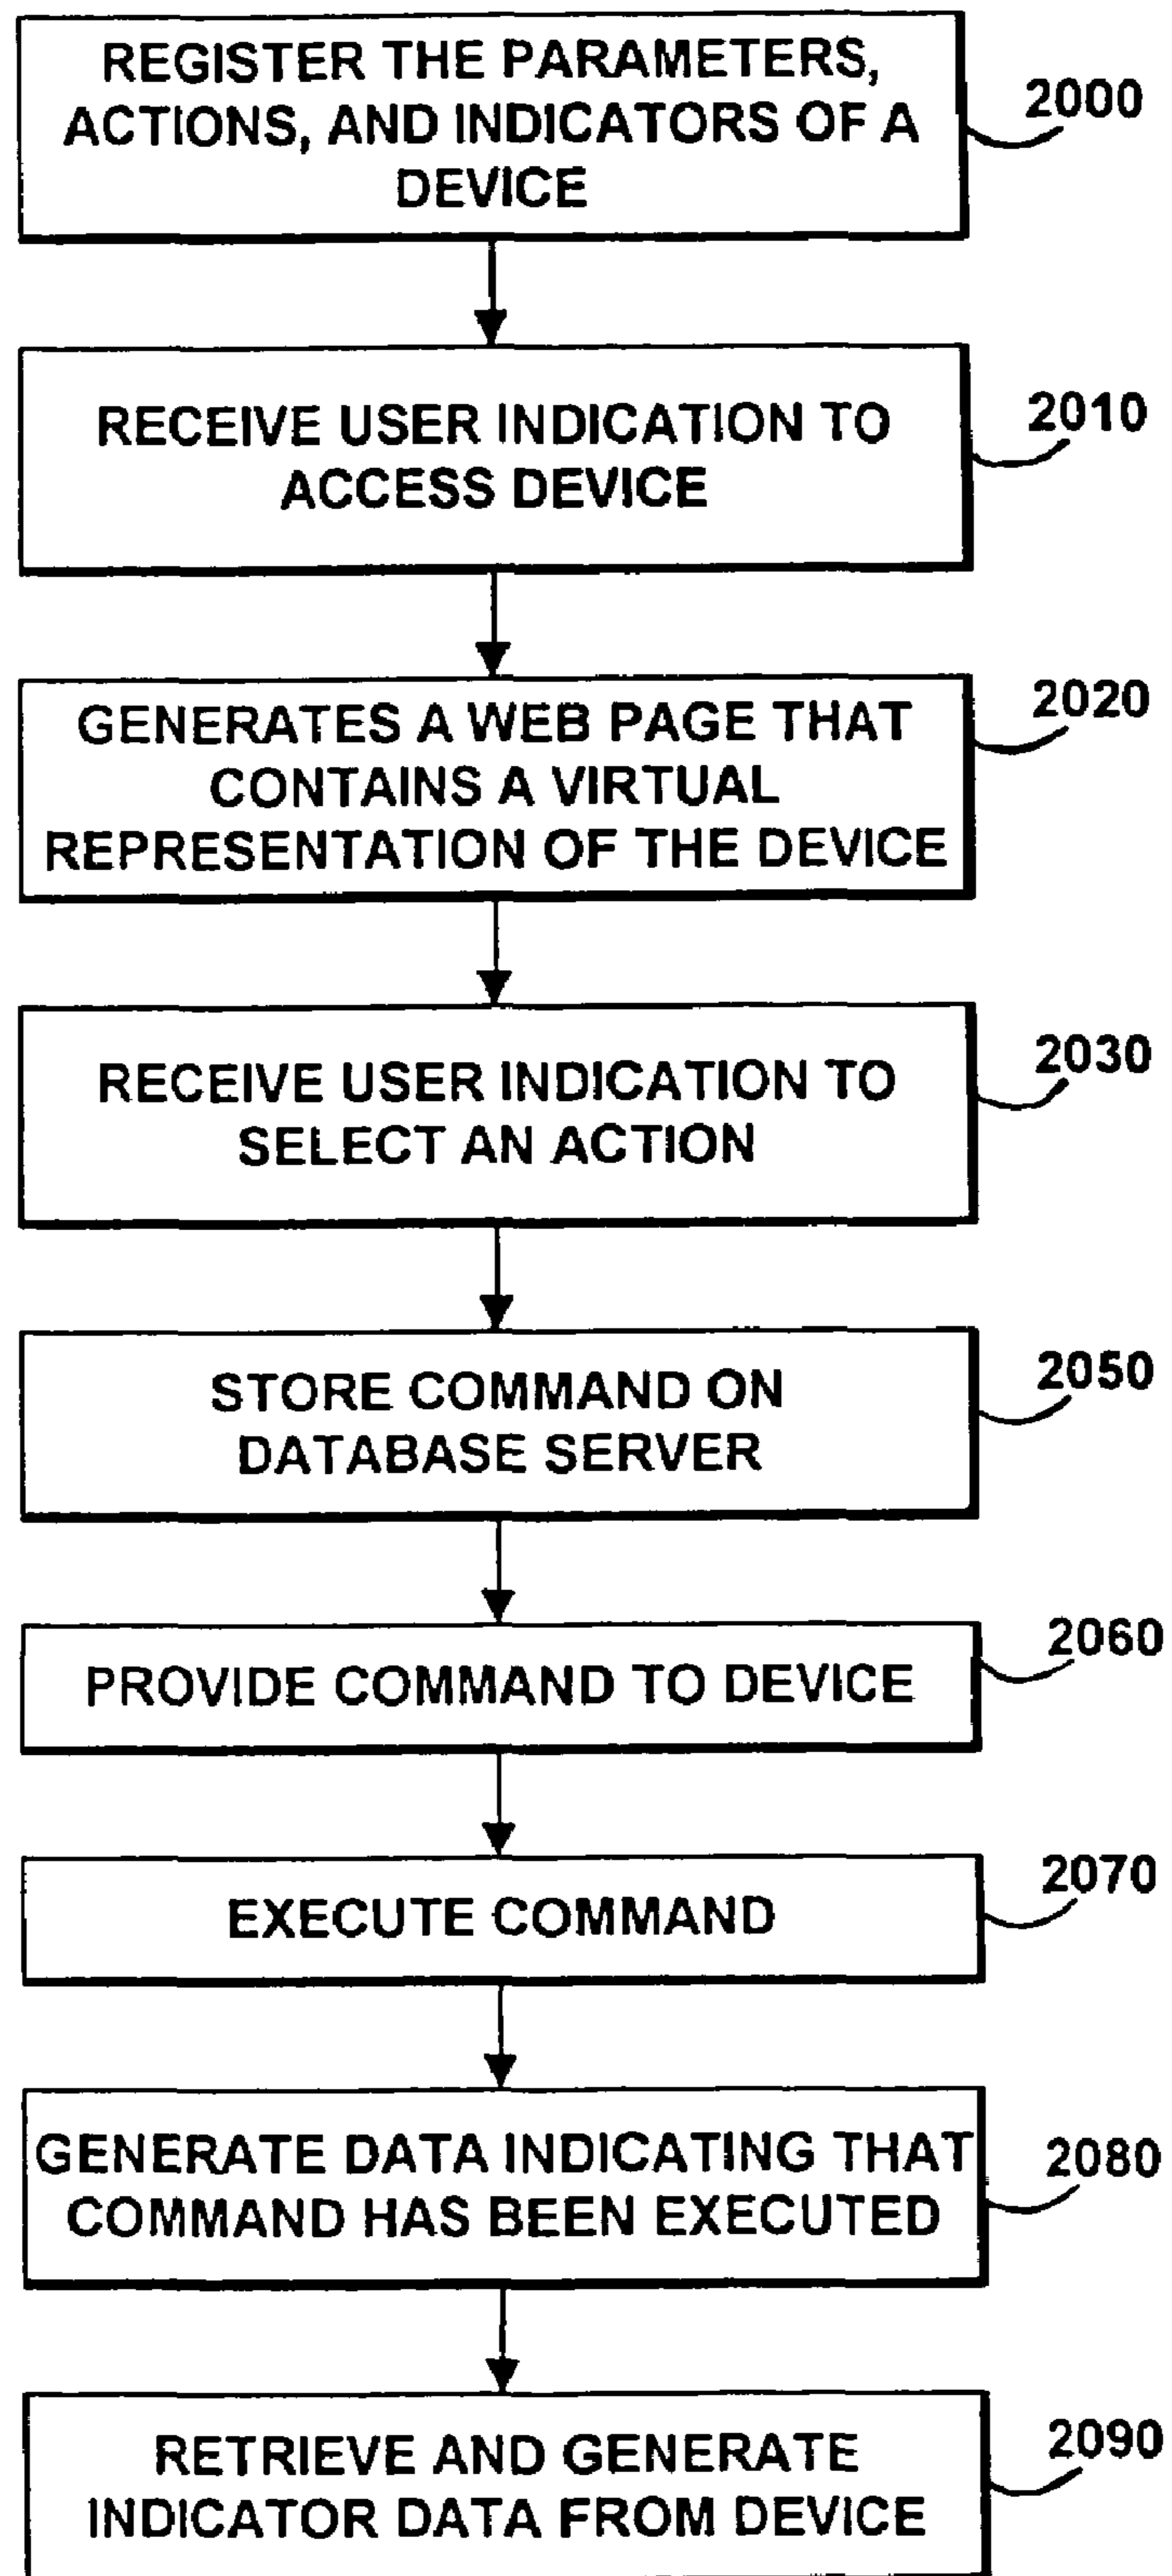 REGISTER THE PARAMETERS,
ACTIONS, AND INDICATORS OF A
DEVICE
2000
RECEIVE USER INDICATION TO
ACCESS DEVICE
2010
GENERATES A WEB PAGE THAT
CONTAINS A VIRTUAL
REPRESENTATION OF THE DEVICE
2020
RECEIVE USER INDICATION TO
SELECT AN ACTION
2030
STORE COMMAND ON
DATABASE SERVER
2050
PROVIDE COMMAND TO DEVICE
2060
EXECUTE COMMAND
2070
GENERATE DATA INDICATING THAT
COMMAND HAS BEEN EXECUTED
2080
RETRIEVE AND GENERATE
INDICATOR DATA FROM DEVICE
2090